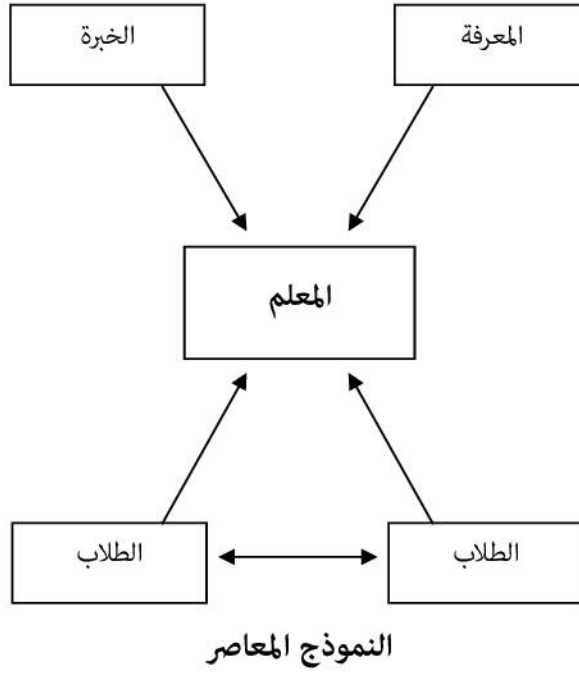 المعرفة
الخبرة
المعلم
الطلاب
الطلاب
النموذج المعاصر